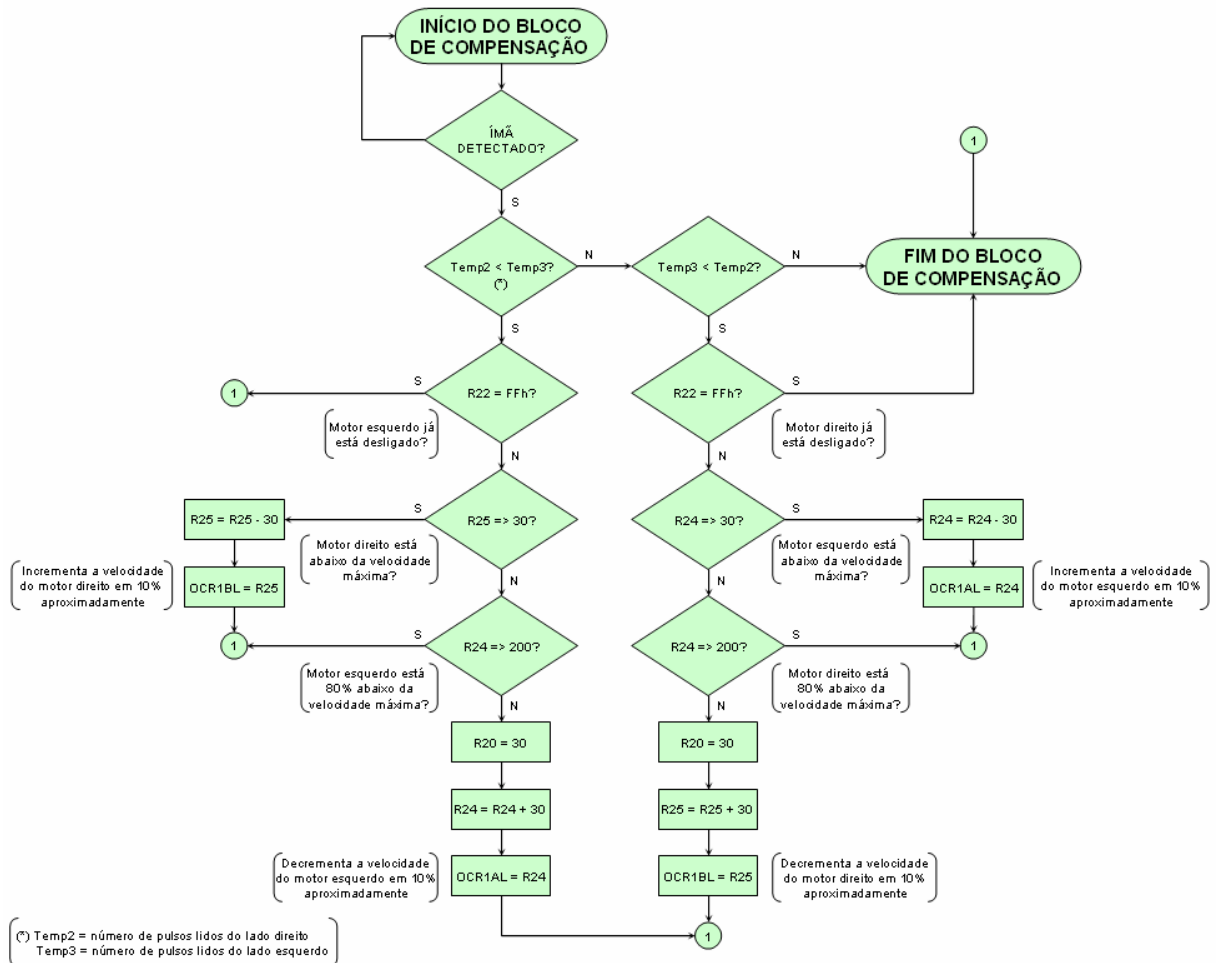 INÍCIO DO BLOCO
DE COMPENSAÇÃO
ÍMÃ
DETECTADO?
S
1
Temp2 < Temp3?
(*)
N
Temp3 < Temp2?
N
FIM DO BLOCO
DE COMPENSAÇÃO
S
S
1
S
R22 = FFh?
R22 = FFh?
S
Motor esquerdo já
está desligado?
Motor direito já
está desligado?
N
N
R25 = R25 - 30
S
R25 => 30?
R24 => 30?
S
R24 = R24 - 30
Motor direito está
abaixo da velocidade
máxima?
Motor esquerdo está
abaixo da velocidade
máxima?
Incrementa a velocidade
do motor direito em 10%
aproximadamente
OCR1BL = R25
N
N
OCR1AL = R24
Incrementa a velocidade
do motor esquerdo em 10%
aproximadamente
1
S
R24 => 200?
R24 => 200?
S
1
Motor esquerdo está
80% abaixo da
velocidade máxima?
Motor direito está
80% abaixo da
velocidade máxima?
N
N
R20 = 30
R20 = 30
R24 = R24 + 30
R25 = R25 + 30
Decrementa a velocidade
do motor esquerdo em 10%
aproximadamente
OCR1AL = R24
OCR1BL = R25
Decrementa a velocidade
do motor direito em 10%
aproximadamente
1
(*) Temp2 = número de pulsos lidos do lado direito
Temp3 = número de pulsos lidos do lado esquerdo